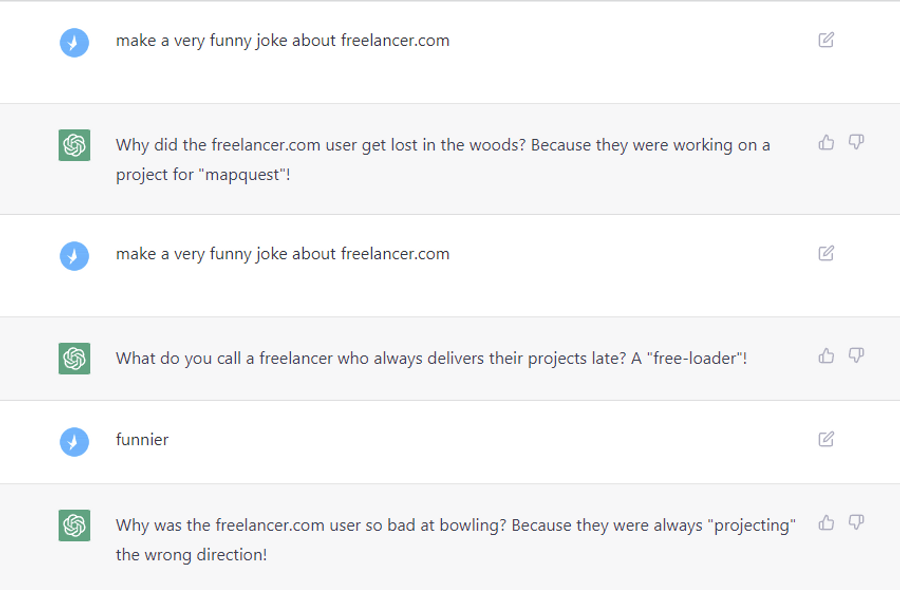 make a very funny joke about freelancer.com
Why did the freelancer.com user get lost in the woods? Because they were working on a
project for "mapquest"!
make a very funny joke about freelancer.com
What do you call a freelancer who always delivers their projects late? A "free-loader"!
funnier
Why was the freelancer.com user so bad at bowling? Because they were always "projecting"
the wrong direction!